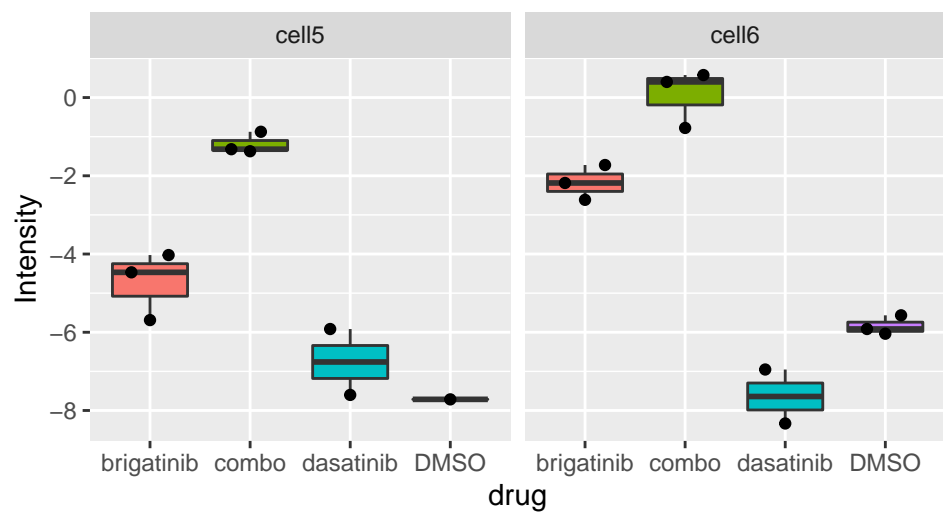 cell5 cell6
Intensity
0
−2
−4
−6
−8
brigatinib combo dasatinib DMSO brigatinib combo dasatinib DMSO
drug